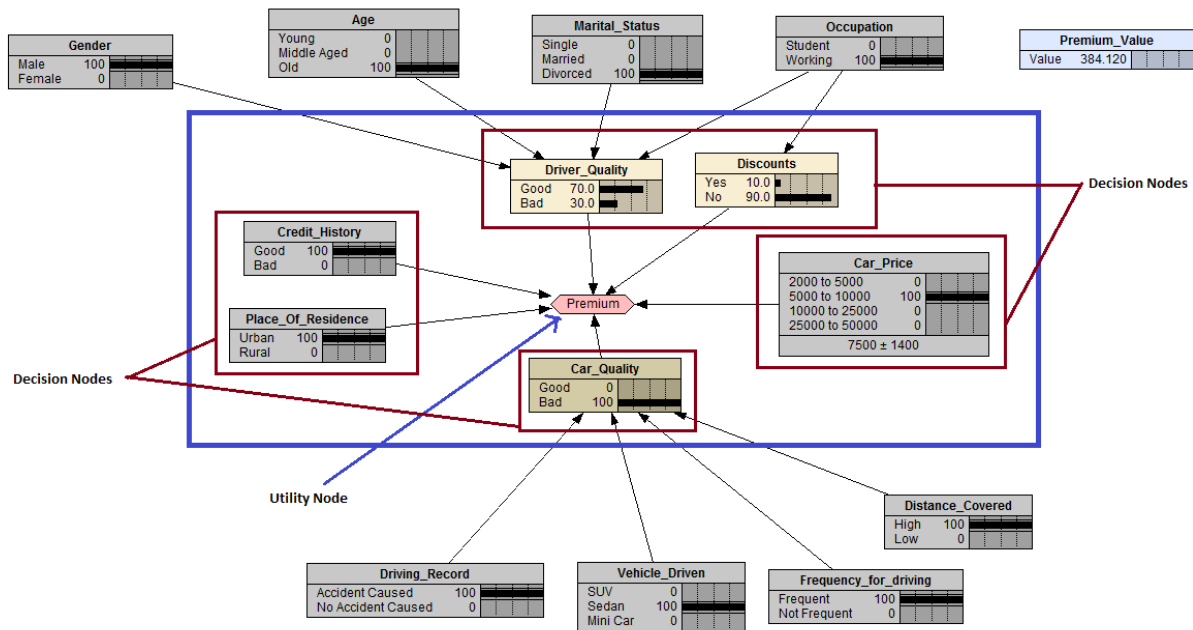 Gender
Male 100
Female 0
Age
Young 0
Middle Aged 0
Old 100
Marital_Status
Single 0
Married 0
Divorced 100
Occupation
Student 0
Working 100
Premium_Value
Value 384.120
Driver_Quality
Good 70.0
Bad 30.0
Discounts
Yes 10.0
No 90.0
Decision Nodes
Credit_History
Good 100
Bad 0
Place_Of_Residence
Urban 100
Rural 0
Premium
Car_Price
2000 to 5000 0
5000 to 10000 100
10000 to 25000 0
25000 to 50000 0
7500 ± 1400
Decision Nodes
Car_Quality
Good 0
Bad 100
Utility Node
Distance_Covered
High 100
Low 0
Driving_Record
Accident Caused 100
No Accident Caused 0
Vehicle_Driven
SUV 0
Sedan 100
Mini Car 0
Frequency_for_driving
Frequent 100
Not Frequent 0